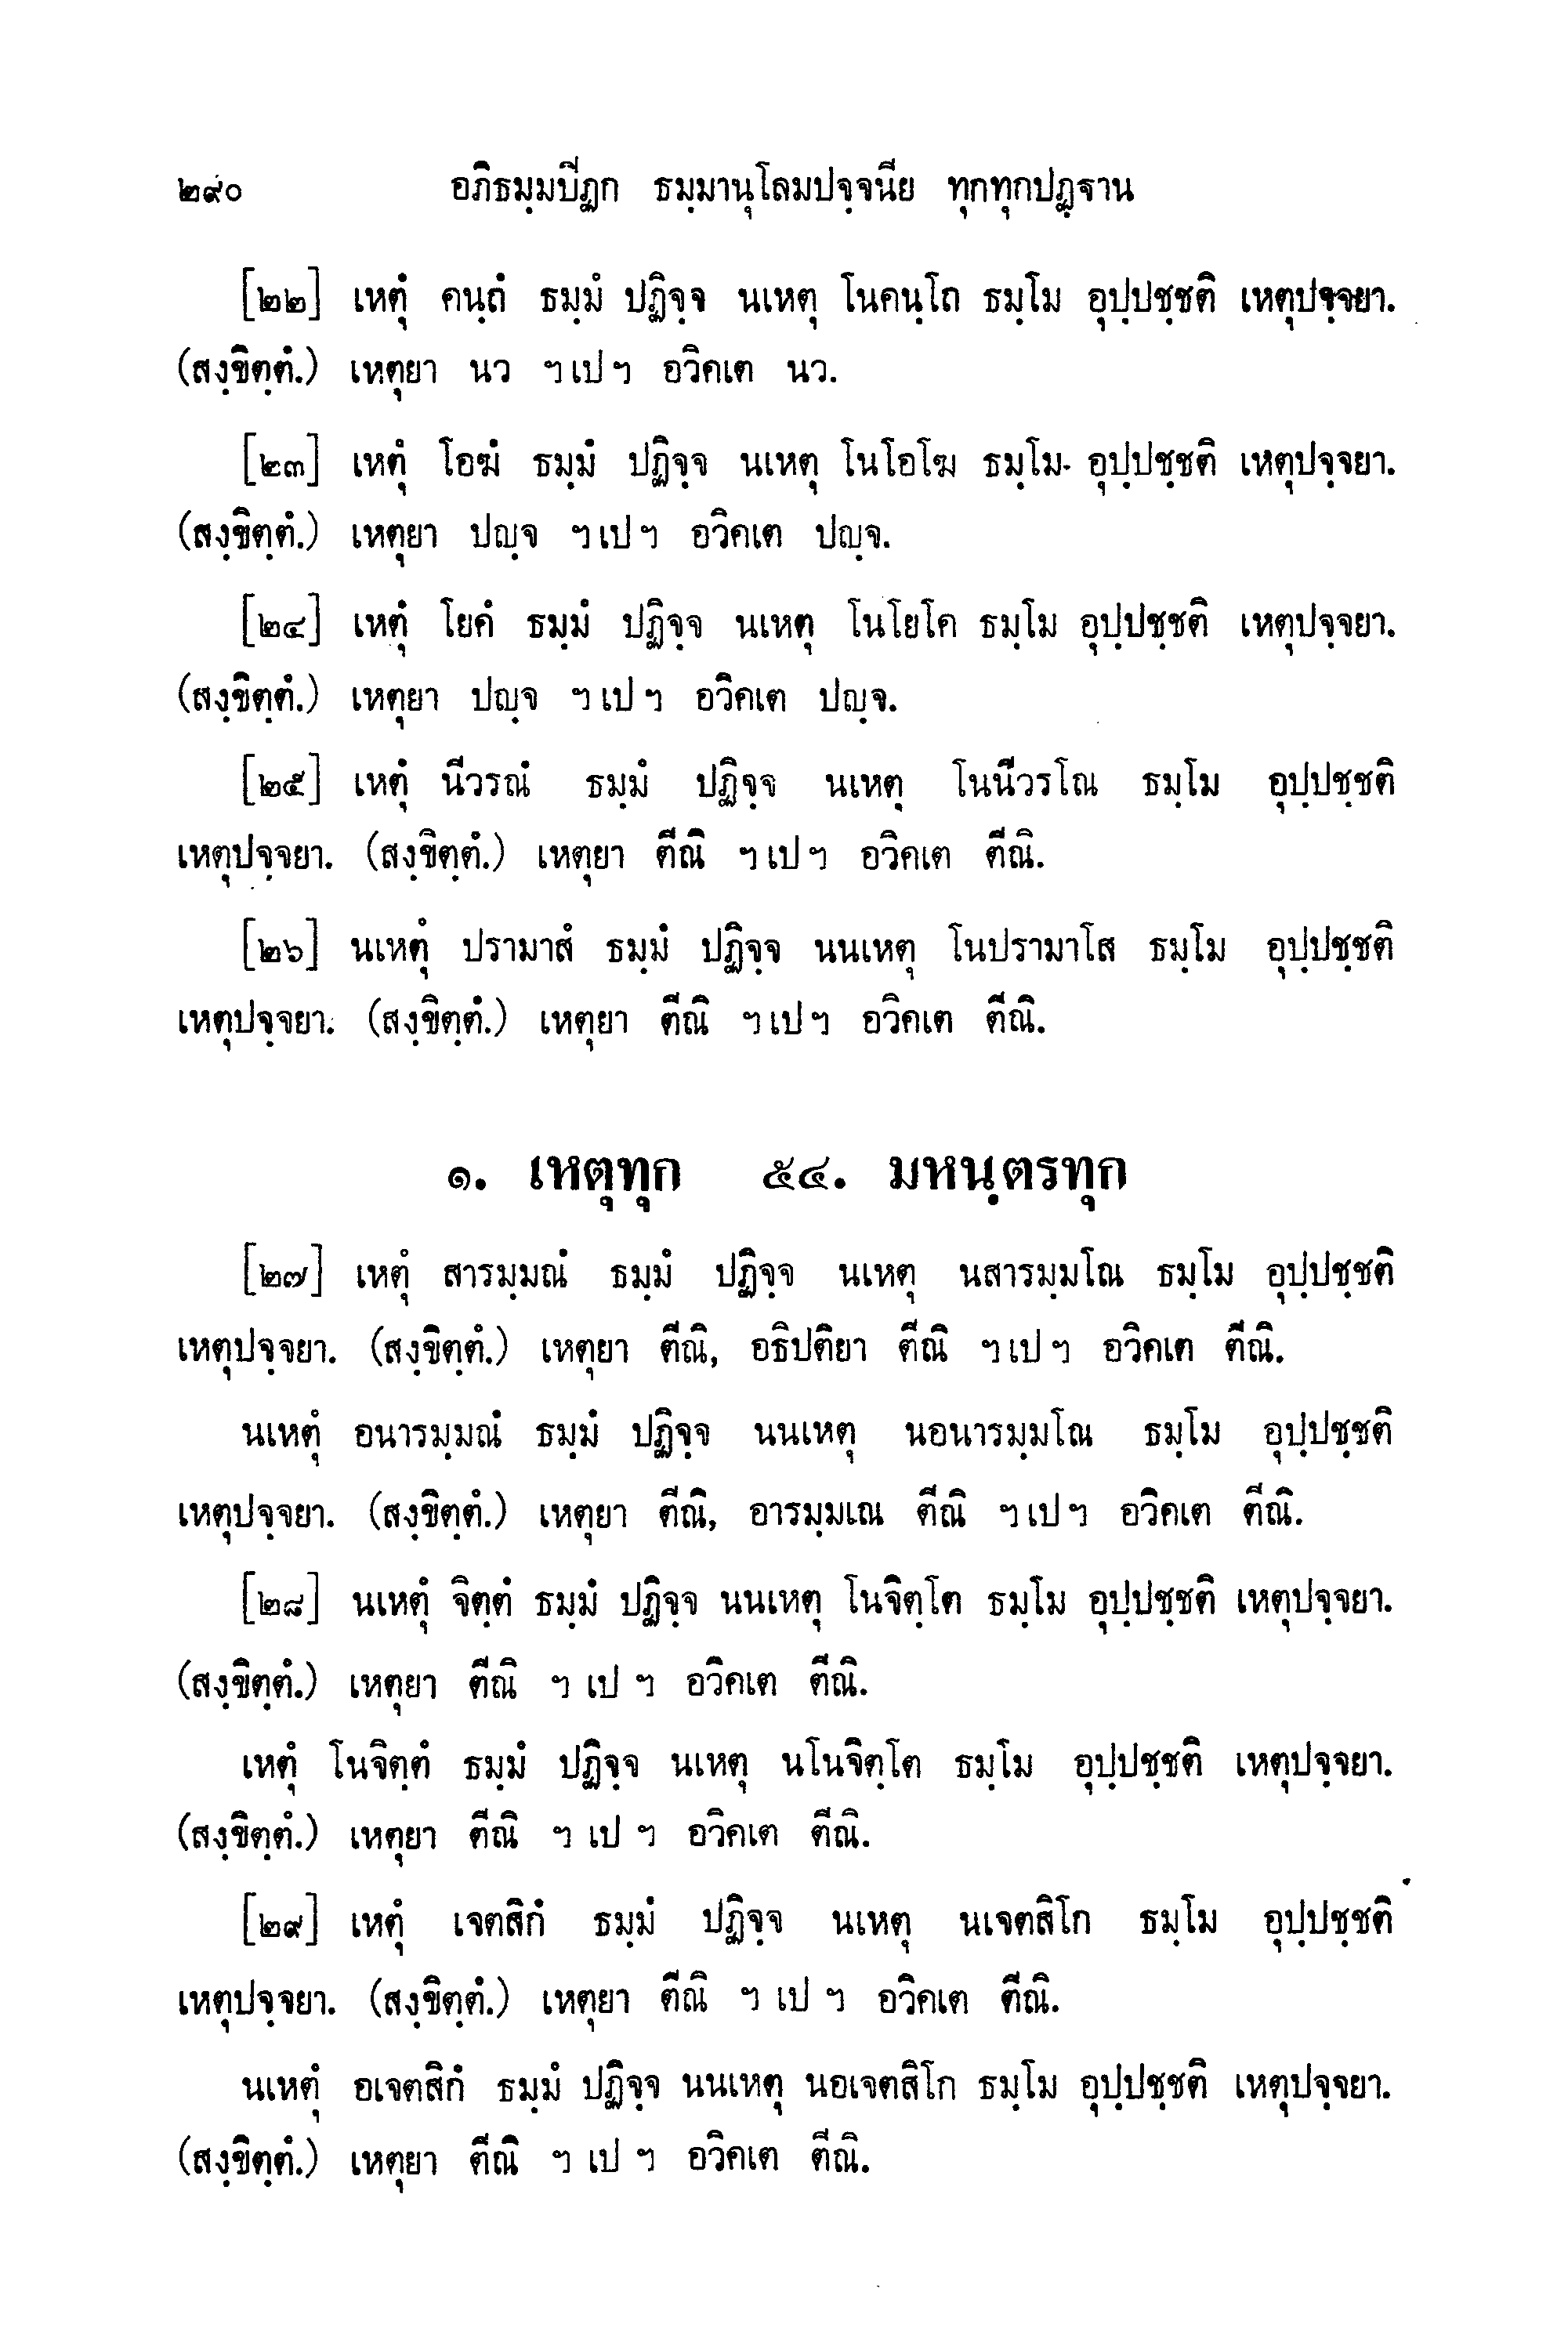 ๒๙๐ อภิธมฺมปีฏก ธมฺมานุโลมปจฺจนีย ทุกทุกปฏฺฐาน
[๒๒] เหตุํ คนฺถํ ธมฺมํ ปฏิจฺจ นเหตุ โนคนฺโถ ธมฺโม อุปฺปชฺชติ เหตุปจฺจยา.
(สงฺขิตฺตํ.) เหตุยา นว ฯเปฯ อวิคเต นว.
[๒๓] เหตุํ โอฆํ ธมฺมํ ปฏิจฺจ นเหตุ โนโอโฆ ธมฺโม อุปฺปชฺชติ เหตุปจฺจยา.
(สงฺขิตฺตํ.) เหตุยา ปญฺจ ฯเปฯ อวิคเต ปญฺจ.
[๒๔] เหตุํ โยคํ ธมฺมํ ปฏิจฺจ นเหตุ โนโยโค ธมฺโม อุปฺปชฺชติ เหตุปจฺจยา.
(สงฺขิตฺตํ.) เหตุยา ปญฺจ ฯเปฯ อวิคเต ปญฺจ.
[๒๕] เหตุํ นีวรณํ ธมฺมํ ปฏิจฺจ นเหตุ โนนีวรโณ ธมฺโม อุปฺปชฺชติ
เหตุปจฺจยา. (สงฺขิตฺตํ.) เหตุยา ตีณิ ฯเปฯ อวิคเต ตีณิ.
[๒๖] นเหตุํ ปรามาสํ ธมฺมํ ปฏิจฺจ นนเหตุ โนปรามาโส ธมฺโม อุปฺปชฺชติ
เหตุปจฺจยา. (สงฺขิตฺตํ.) เหตุยา ตีณิ ฯเปฯ อวิคเต ตีณิ.
๑. เหตุทุก ๕๔. มหนฺตรทุก
[๒๗] เหตุํ สารมฺมณํ ธมฺมํ ปฏิจฺจ นเหตุ นสารมฺมโณ ธมฺโม อุปฺปชฺชติ
เหตุปจฺจยา. (สงฺขิตฺตํ.) เหตุยา ตีณิ, อธิปติยา ตีณิ ฯเปฯ อวิคเต ตีณิ.
นเหตุํ อนารมฺมณํ ธมฺมํ ปฏิจฺจ นนเหตุ นอนารมฺมโณ ธมฺโม อุปฺปชฺชติ
เหตุปจฺจยา. (สงฺขิตฺตํ.) เหตุยา ตีณิ, อารมฺมเณ ตีณิ ฯเปฯ อวิคเต ตีณิ.
[๒๘] นเหตุํ จิตฺตํ ธมฺมํ ปฏิจฺจ นนเหตุ โนจิตฺโต ธมฺโม อุปฺปชฺชติ เหตุปจฺจยา.
(สงฺขิตฺตํ.) เหตุยา ตีณิ ฯ เป ฯ อวิคเต ตีณิ.
เหตุํ โนจิตฺตํ ธมฺมํ ปฏิจฺจ นเหตุ นโนจิตฺโต ธมฺโม อุปฺปชฺชติ เหตุปจฺจยา.
(สงฺขิตฺตํ.) เหตุยา ตีณิ ฯ เป ฯ อวิคเต ตีณิ.
[๒๙] เหตุํ เจตสิกํ ธมฺมํ ปฏิจฺจ นเหตุ นเจตสิโก ธมฺโม อุปฺปชฺชติ
เหตุปจฺจยา. (สงฺขิตฺตํ.) เหตุยา ตีณิ ฯ เป ฯ อวิคเต ตีณิ.
นเหตุํ อเจตสิกํ ธมฺมํ ปฏิจฺจ นนเหตุ นอเจตสิโก ธมฺโม อุปฺปชฺชติ เหตุปจฺจยา.
(สงฺขิตฺตํ.) เหตุยา ตีณิ ฯ เป ฯ อวิคเต ตีณิ.